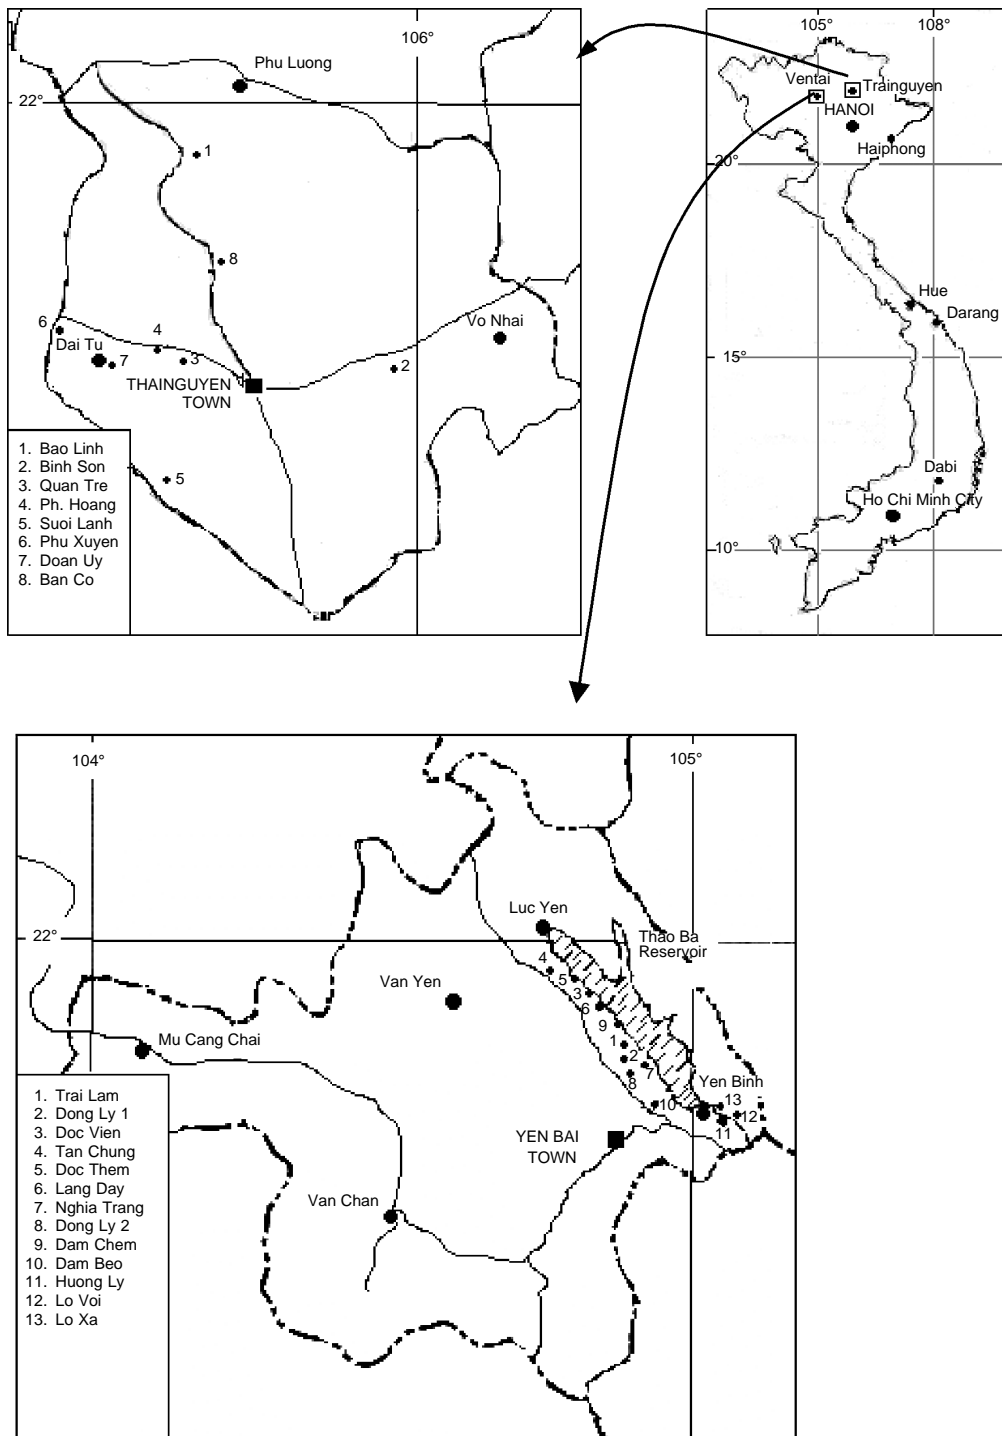 106°
Phu Luong
22°
1
8
6
4
Vo Nhai
Dai Tu
7
3
2
THAINGUYEN
TOWN
5
1. Bao Linh
2. Binh Son
3. Quan Tre
4. Ph. Hoang
5. Suoi Lanh
6. Phu Xuyen
7. Doan Uy
8. Ban Co
105°
108°
Ventai
Trainguyen
HANOI
Haiphong
20°
Hue
Darang
15°
Dabi
Ho Chi Minh City
10°
104°
105°
Luc Yen
22°
Thao Ba
Reservoir
4
Van Yen
5
3
6
9
Mu Cang Chai
1
2
7
8
Yen Binh
10
13
12
11
YEN BAI
TOWN
Van Chan
1. Trai Lam
2. Dong Ly 1
3. Doc Vien
4. Tan Chung
5. Doc Them
6. Lang Day
7. Nghia Trang
8. Dong Ly 2
9. Dam Chem
10. Dam Beo
11. Huong Ly
12. Lo Voi
13. Lo Xa